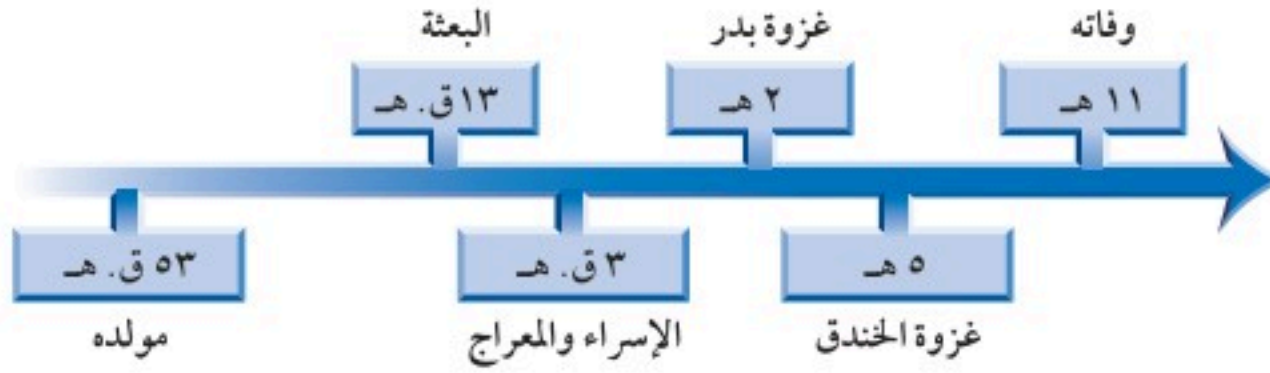 البعثة
غزوة بدر
وفاته
١٣ ق. هـ
٢ هـ
١١ هـ
٥٣ ق. هـ
٣ ق. هـ
٥ هـ
مولده
الإسراء والمعراج
غزوة الخندق